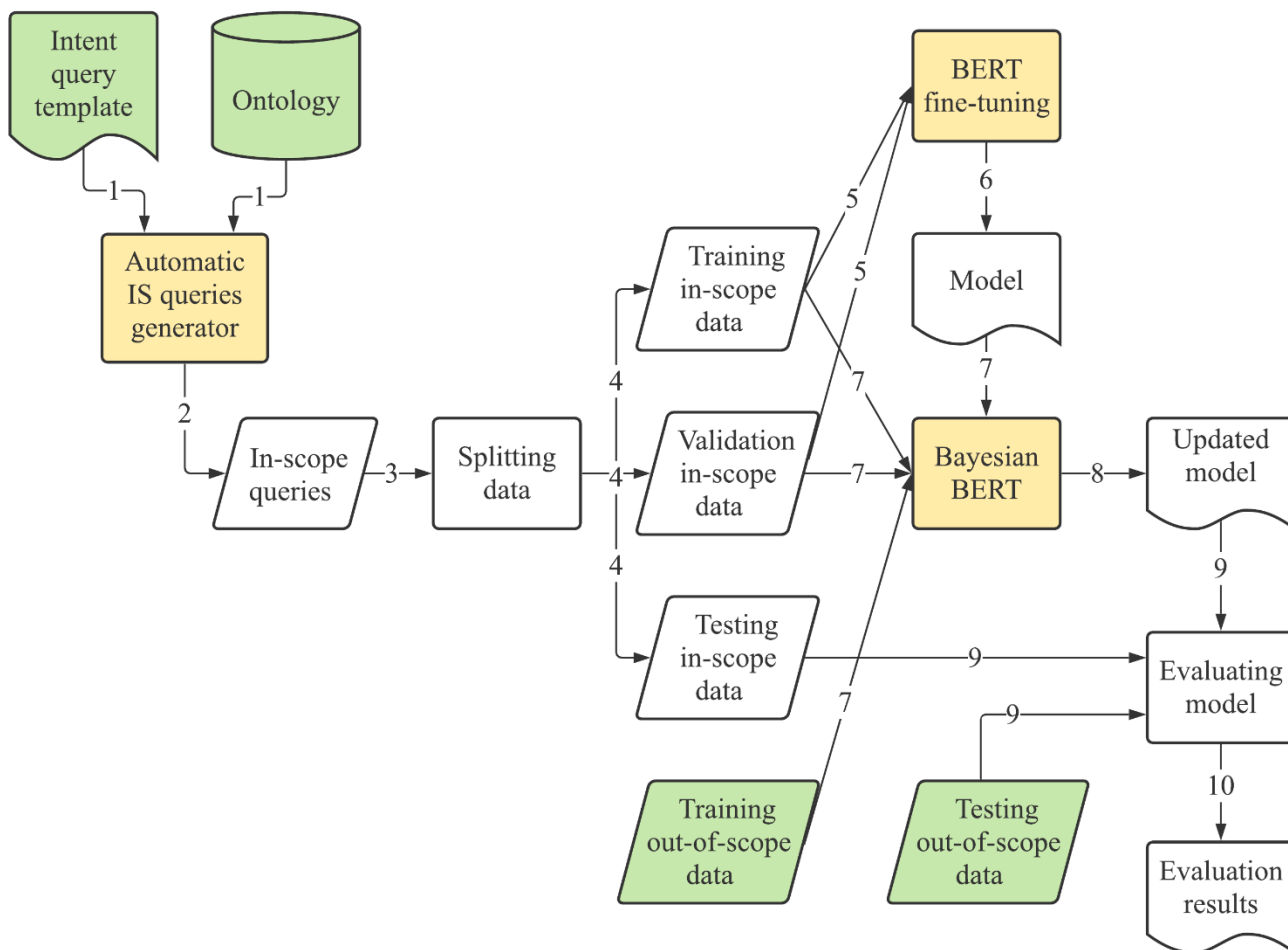 Intent
query
template
Ontology
1
1
Automatic
IS queries
generator
2
In-scope
queries
3
Splitting
data
4
4
4
Training
in-scope
data
Validation
in-scope
data
Testing
in-scope
data
5
5
BERT
fine-tuning
6
Model
7
7
7
7
Bayesian
BERT
8
Updated
model
9
9
9
Evaluating
model
Training
out-of-scope
data
Testing
out-of-scope
data
10
Evaluation
results